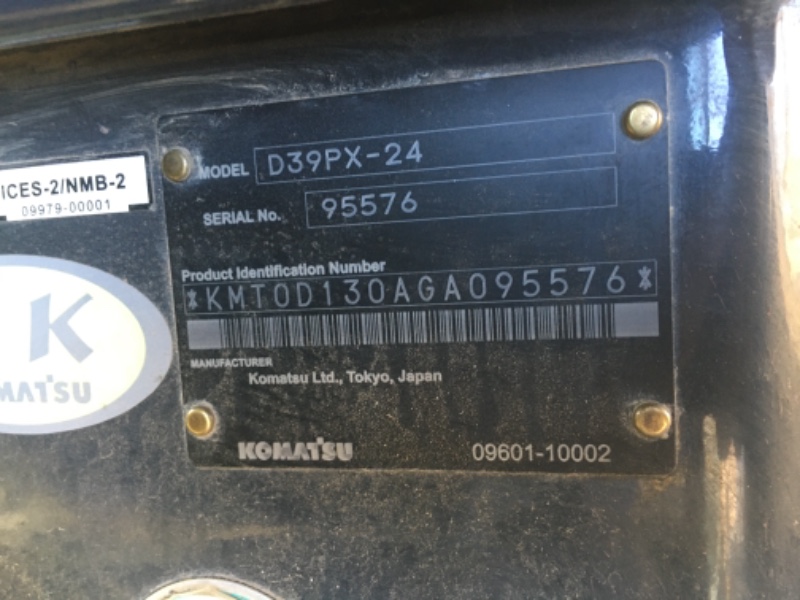 ICES-2/NMB-2
09979-00001
K
OMATSU
MODEL D39PX-24
SERIAL No. 95576
Product Identification Number
*KMT0D130AGA095576*
MANUFACTURER
Komatsu Ltd., Tokyo, Japan
KOMATSU 09601-10002